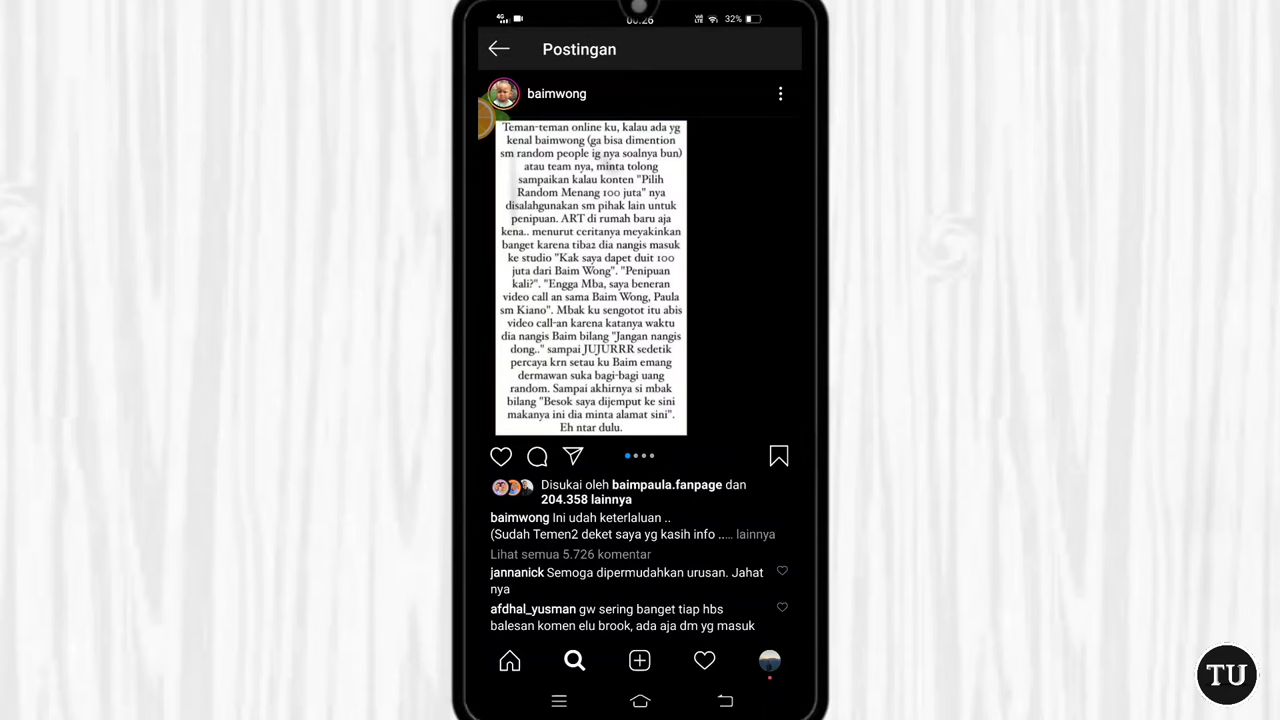 4G
00.26
VoLTE
32%
Postingan
baimwong
Teman-teman online ku, kalau ada yg
kenal baimwong (ga bisa dimention
sm random people ig nya soalnya bun)
atau team nya, minta tolong
sampaikan kalau konten "Pilih
Random Menang 100 juta" nya
disalahgunakan sm pihak lain untuk
penipuan. ART di rumah baru aja
kena.. menurut ceritanya meyakinkan
banget karena tiba2 dia nangis masuk
ke studio "Kak saya dapet duit 100
juta dari Baim Wong". "Penipuan
kali?". "Engga Mba, saya beneran
video call an sama Baim Wong, Paula
sm Kiano". Mbak ku sengotot itu abis
video call-an karena katanya waktu
dia nangis Baim bilang "Jangan nangis
dong.." sampai JUJURRR sedetik
percaya krn setau ku Baim emang
dermawan suka bagi-bagi uang
random. Sampai akhirnya si mbak
bilang "Besok saya dijemput ke sini
makanya ini dia minta alamat sini".
Eh ntar dulu.
Disukai oleh baimpaula.fanpage dan
204.358 lainnya
baimwong Ini udah keterlaluan ..
(Sudah Temen2 deket saya yg kasih info ..... lainnya
Lihat semua 5.726 komentar
jannanick Semoga dipermudahkan urusan. Jahat
nya
afdhal_yusman gw sering banget tiap hbs
balesan komen elu brook, ada aja dm yg masuk
TU